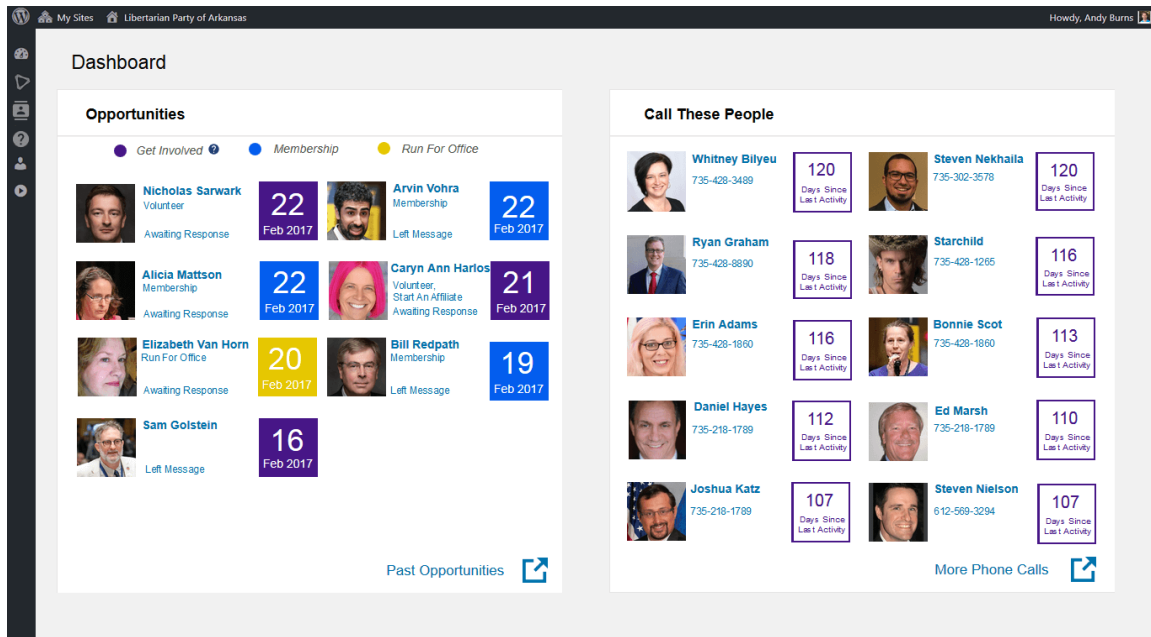 My Sites Libertarian Party of Arkansas Howdy, Andy Burns
Dashboard
Opportunities
Get Involved ? Membership Run For Office
Nicholas Sarwark
Volunteer
Awaiting Response
22
Feb 2017
Arvin Vohra
Membership
Left Message
22
Feb 2017
Alicia Mattson
Membership
Awaiting Response
22
Feb 2017
Caryn Ann Harlos
Volunteer,
Start An Affiliate
Awaiting Response
21
Feb 2017
Elizabeth Van Horn
Run For Office
Awaiting Response
20
Feb 2017
Bill Redpath
Membership
Left Message
19
Feb 2017
Sam Golstein
Left Message
16
Feb 2017
Past Opportunities
Call These People
Whitney Bilyeu
735-428-3489
120
Days Since
Last Activity
Steven Nekhaila
735-302-3578
120
Days Since
Last Activity
Ryan Graham
735-428-8890
118
Days Since
Last Activity
Starchild
735-428-1265
116
Days Since
Last Activity
Erin Adams
735-428-1860
116
Days Since
Last Activity
Bonnie Scot
735-428-1860
113
Days Since
Last Activity
Daniel Hayes
735-218-1789
112
Days Since
Last Activity
Ed Marsh
735-218-1789
110
Days Since
Last Activity
Joshua Katz
735-218-1789
107
Days Since
Last Activity
Steven Nielson
612-569-3294
107
Days Since
Last Activity
More Phone Calls